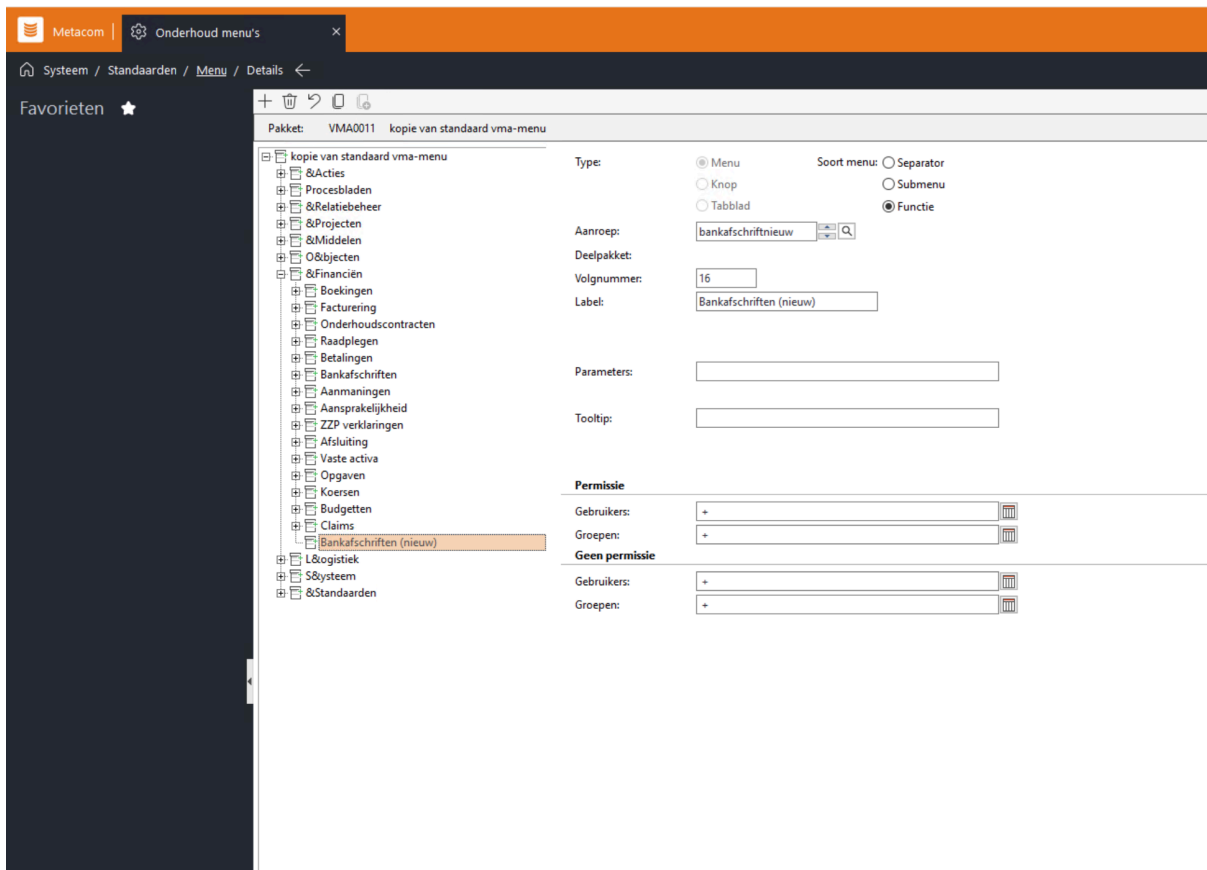 Metacom
Onderhoud menu's
Systeem / Standaarden / Menu / Details
Favorieten
Pakket: VMA0011 kopie van standaard vma-menu
kopie van standaard vma-menu
&Acties
Procesbladen
&Relatiebeheer
&Projecten
&Middelen
O&bjecten
&Financiën
Boekingen
Facturering
Onderhoudscontracten
Raadplegen
Betalingen
Bankafschriften
Aanmaningen
Aansprakelijkheid
ZZP verklaringen
Afsluiting
Vaste activa
Opgaven
Koersen
Budgetten
Claims
Bankafschriften (nieuw)
L&ogistiek
S&ysteem
&Standaarden
Type: Menu Soort menu: Separator
Knop Submenu
Tabblad Functie
Aanroep: bankafschriftnieuw
Deelpakket:
Volgnummer: 16
Label: Bankafschriften (nieuw)
Parameters:
Tooltip:
Permissie
Gebruikers: +
Groepen: +
Geen permissie
Gebruikers: +
Groepen: +